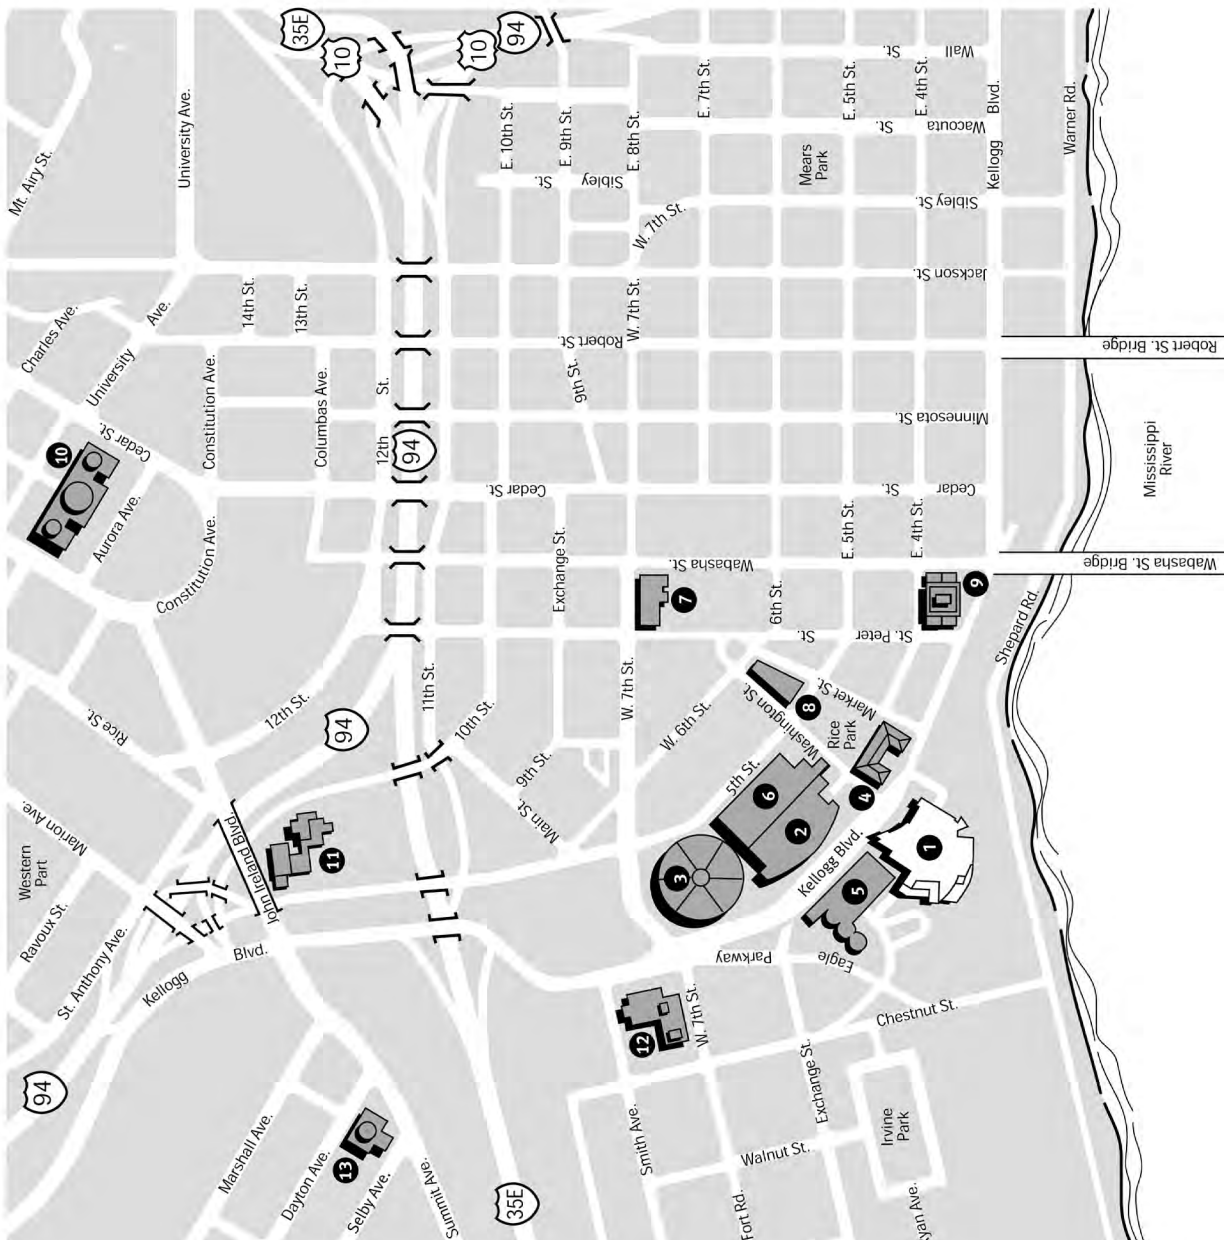 35E
10
10
94
Mt. Airy St.
University Ave.
E. 10th St.
E. 9th St.
E. 8th St.
E. 7th St.
E. 5th St.
E. 4th St.
Wall
St.
Wacouta
St.
Kellogg
Blvd.
Warner Rd.
Mears
Park
Sibley
St.
Sibley St.
W. 7th St.
Jackson St.
Charles Ave.
University
Ave.
14th St.
13th St.
W. 7th St.
Robert St.
Robert St. Bridge
9th St.
Constitution Ave.
Columbas Ave.
12th
St.
94
Minnesota St.
Cedar St.
10
Aurora Ave.
Cedar St.
Cedar
St.
Mississippi
River
Constitution Ave.
Exchange St.
E. 5th St.
E. 4th St.
Wabasha St.
Wabasha St. Bridge
7
9
6th St.
St. Peter
St.
Shepard Rd.
Rice St.
12th St.
94
11th St.
10th St.
W. 7th St.
W. 6th St.
Washington St.
8
Market St.
Rice
Park
9th St.
Main St.
5th St.
6
2
4
1
3
5
Kellogg Blvd.
Marion Ave.
Western
Part
Ravoux St.
John Ireland Blvd.
11
St. Anthony Ave.
Kellogg
Blvd.
Parkway
Eagle
Chestnut St.
12
W. 7th St.
94
Marshall Ave.
Dayton Ave.
13
Selby Ave.
Summit Ave.
35E
Smith Ave.
Exchange St.
Irvine
Park
Walnut St.
Fort Rd.
yan Ave.